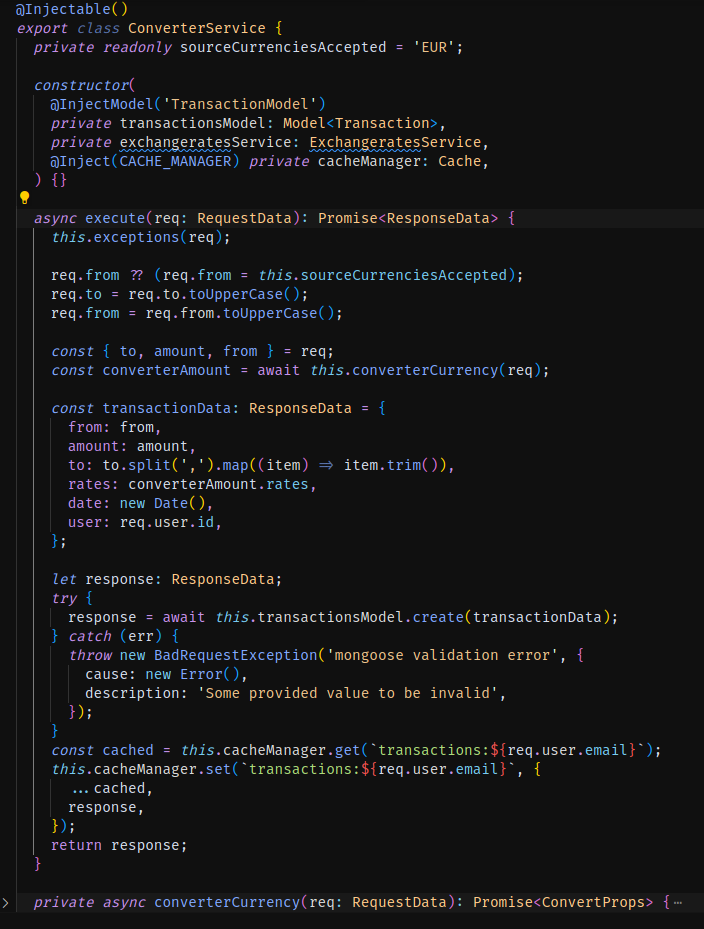 @Injectable()
export class ConverterService {
  private readonly sourceCurrenciesAccepted = 'EUR';

  constructor(
    @InjectModel('TransactionModel')
    private transactionsModel: Model<Transaction>,
    private exchangeratesService: ExchangeratesService,
    @Inject(CACHE_MANAGER) private cacheManager: Cache,
  ) {}

  async execute(req: RequestData): Promise<ResponseData> {
    this.exceptions(req);

    req.from ?? (req.from = this.sourceCurrenciesAccepted);
    req.to = req.to.toUpperCase();
    req.from = req.from.toUpperCase();

    const { to, amount, from } = req;
    const converterAmount = await this.converterCurrency(req);

    const transactionData: ResponseData = {
      from: from,
      amount: amount,
      to: to.split(',').map((item) => item.trim()),
      rates: converterAmount.rates,
      date: new Date(),
      user: req.user.id,
    };

    let response: ResponseData;
    try {
      response = await this.transactionsModel.create(transactionData);
    } catch (err) {
      throw new BadRequestException('mongoose validation error', {
        cause: new Error(),
        description: 'Some provided value to be invalid',
      });
    }
    const cached = this.cacheManager.get(`transactions:${req.user.email}`);
    this.cacheManager.set(`transactions:${req.user.email}`, {
      ...cached,
      response,
    });
    return response;
  }

  private async converterCurrency(req: RequestData): Promise<ConvertProps> {⋯